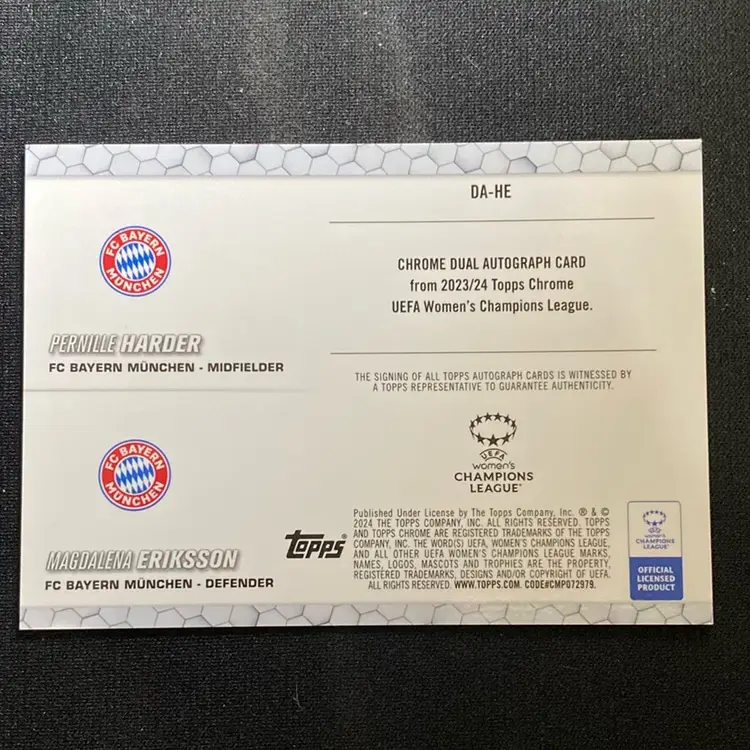 FC BAYERN
MÜNCHEN
PERNILLE HARDER
FC BAYERN MÜNCHEN - MIDFIELDER
FC BAYERN
MÜNCHEN
MAGDALENA ERIKSSON
FC BAYERN MÜNCHEN - DEFENDER
Topps®
DA-HE
CHROME DUAL AUTOGRAPH CARD
from 2023/24 Topps Chrome
UEFA Women's Champions League.
THE SIGNING OF ALL TOPPS AUTOGRAPH CARDS IS WITNESSED BY
A TOPPS REPRESENTATIVE TO GUARANTEE AUTHENTICITY.
UEFA
women's
CHAMPIONS
LEAGUE™
Published Under License by The Topps Company, Inc. ® & ©
2024 THE TOPPS COMPANY, INC. ALL RIGHTS RESERVED. TOPPS
AND TOPPS CHROME ARE REGISTERED TRADEMARKS OF THE TOPPS
COMPANY, INC. THE WORD(S) UEFA, WOMEN'S CHAMPIONS LEAGUE,
AND ALL OTHER UEFA WOMEN'S CHAMPIONS LEAGUE MARKS,
NAMES, LOGOS, MASCOTS AND TROPHIES ARE THE PROPERTY,
REGISTERED TRADEMARKS, DESIGNS AND/OR COPYRIGHT OF UEFA.
ALL RIGHTS RESERVED. WWW.TOPPS.COM. CODE#CMP072979.
UEFA
women's
CHAMPIONS
LEAGUE
OFFICIAL
LICENSED
PRODUCT